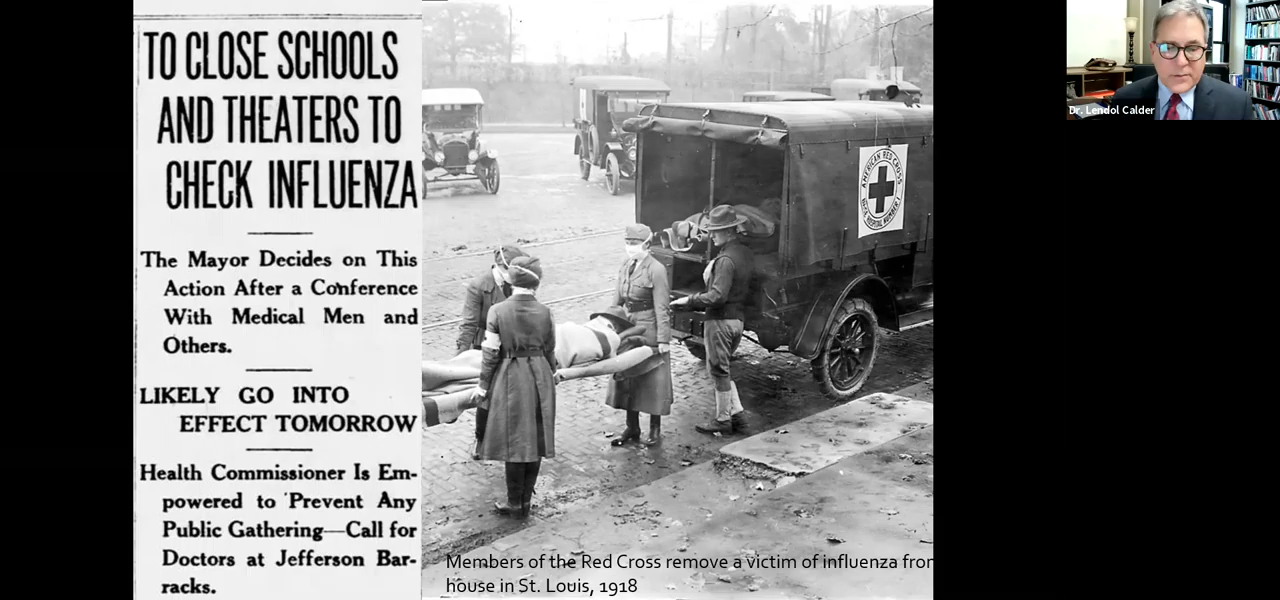 TO CLOSE SCHOOLS
AND THEATERS TO
CHECK INFLUENZA
The Mayor Decides on This
Action After a Conference
With Medical Men and
Others.
LIKELY GO INTO
EFFECT TOMORROW
Health Commissioner Is Em-
powered to Prevent Any
Public Gathering—Call for
Doctors at Jefferson Bar-
racks.
AMERICAN RED CROSS
Members of the Red Cross remove a victim of influenza from
house in St. Louis, 1918
Dr. Lendol Calder